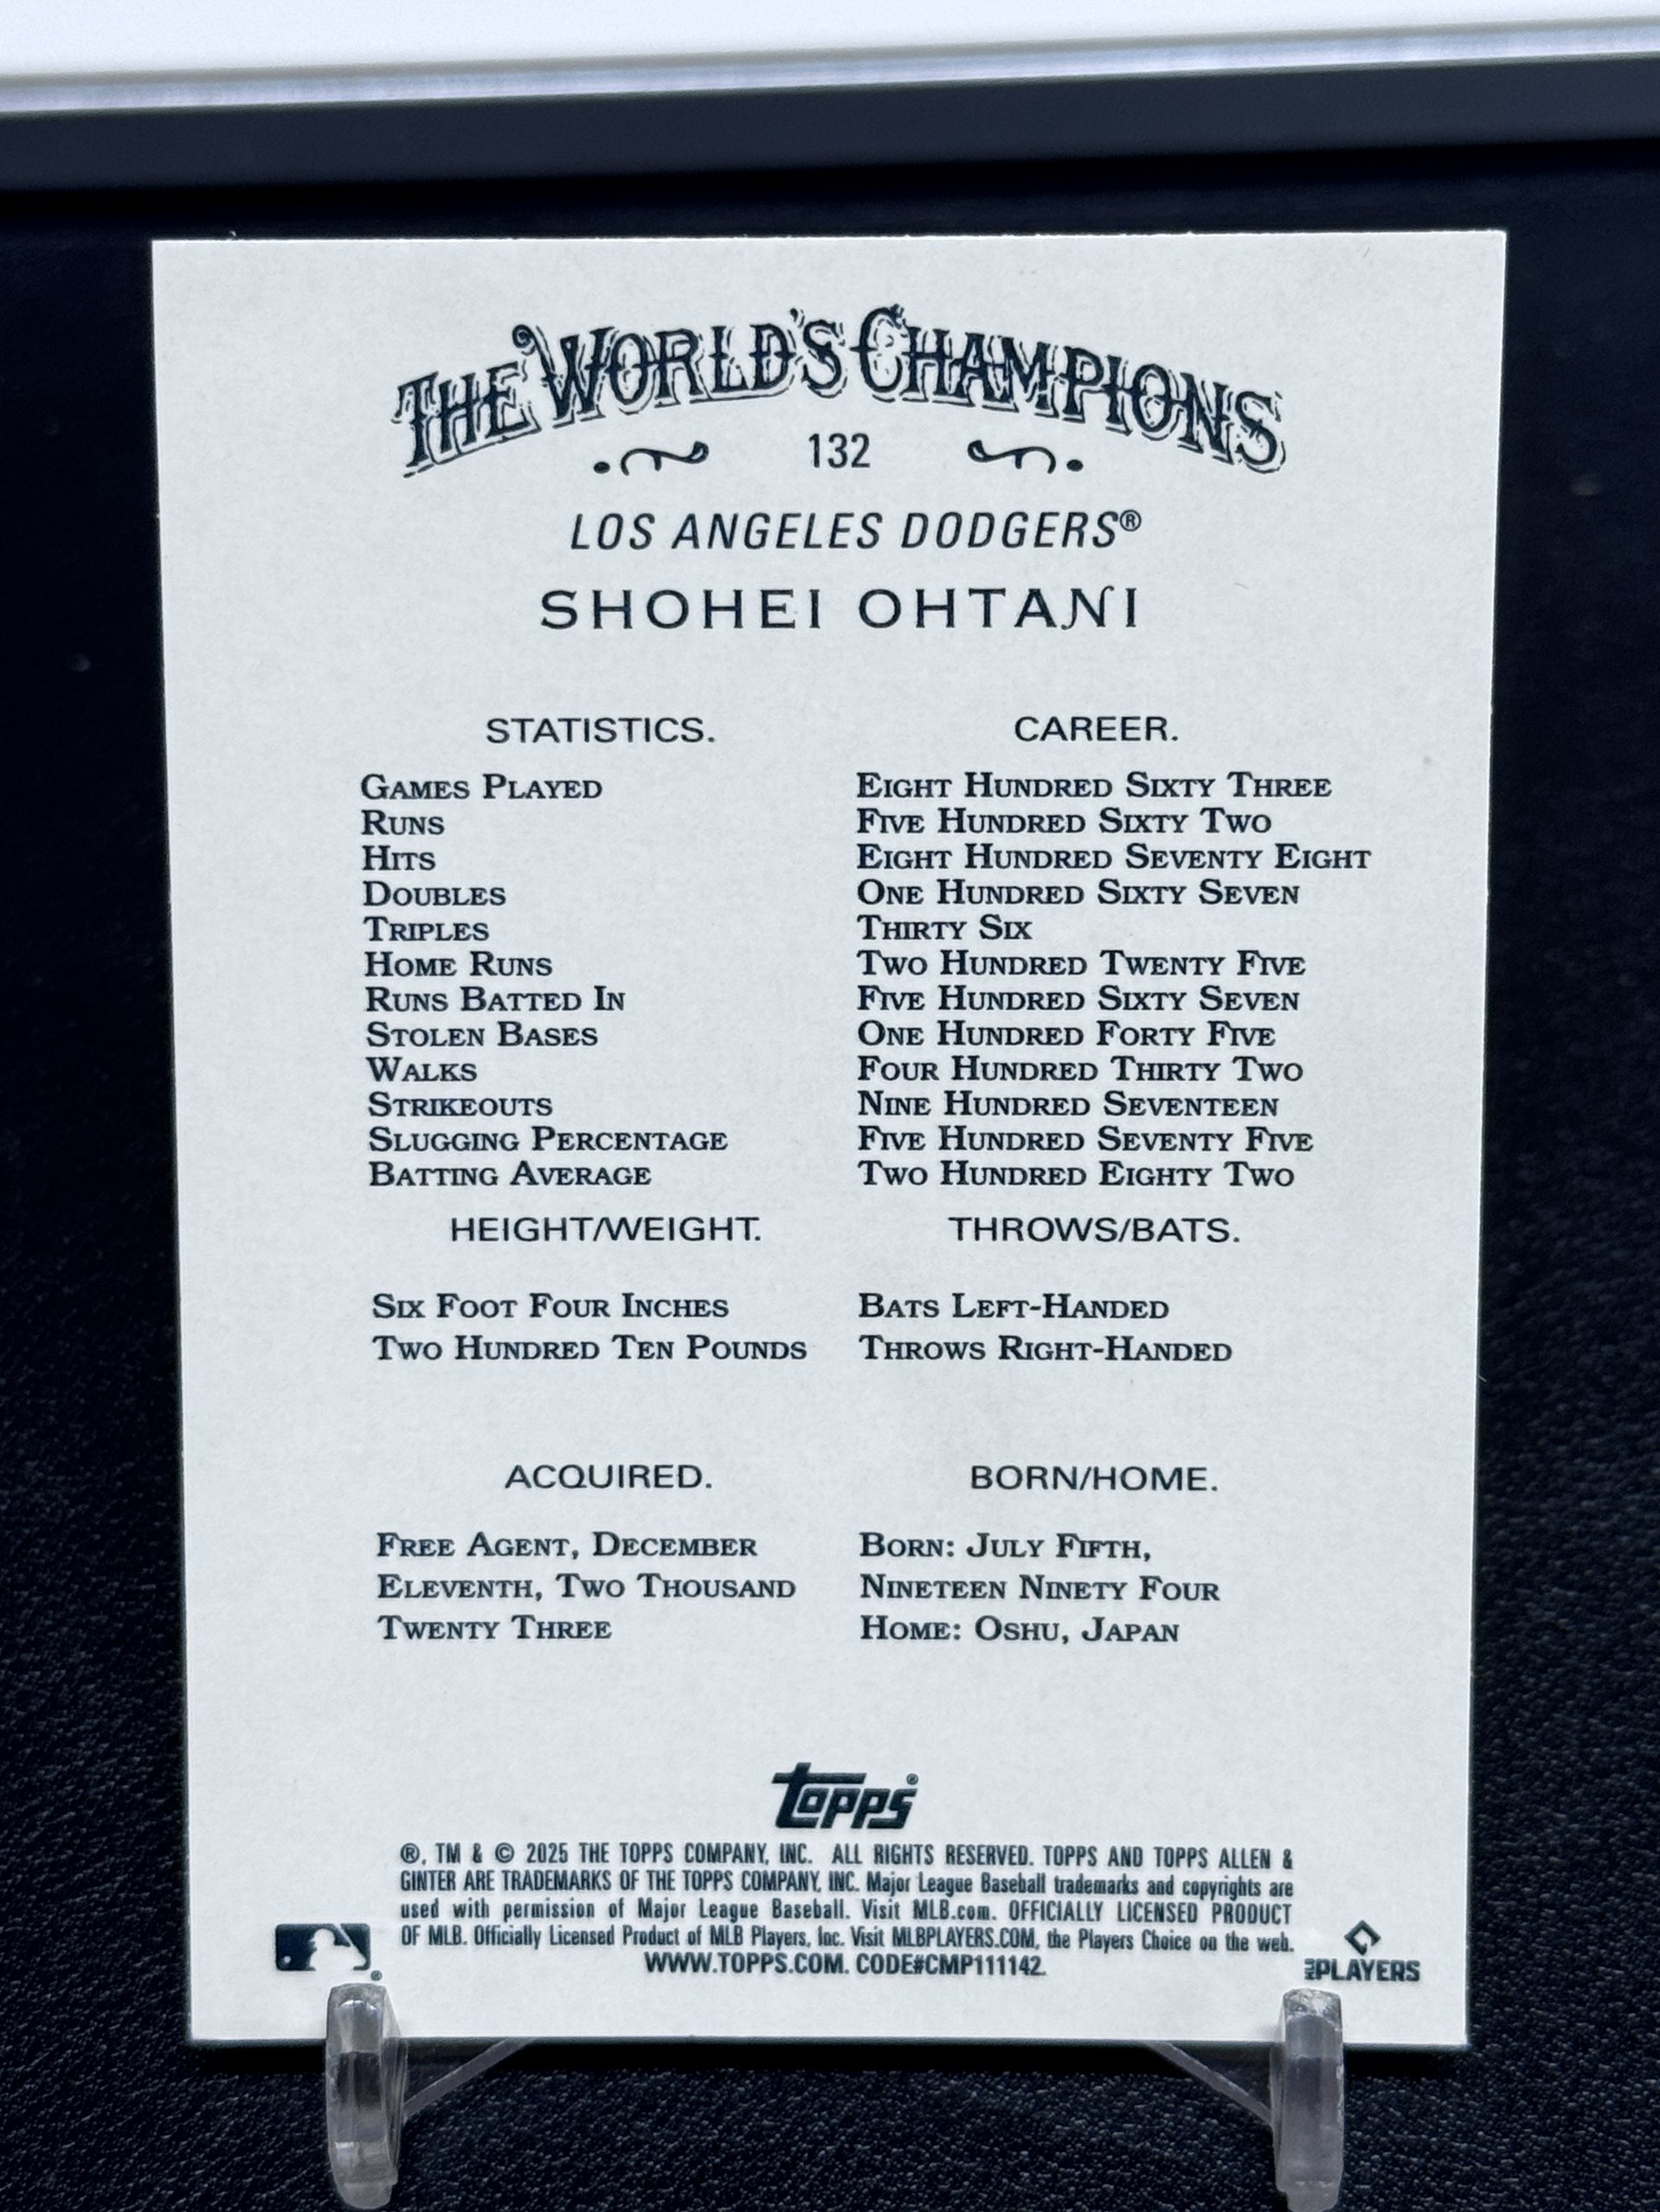 THE WORLD'S CHAMPIONS
132
LOS ANGELES DODGERS®
SHOHEI OHTANI
STATISTICS. CAREER.
GAMES PLAYED EIGHT HUNDRED SIXTY THREE
RUNS FIVE HUNDRED SIXTY TWO
HITS EIGHT HUNDRED SEVENTY EIGHT
DOUBLES ONE HUNDRED SIXTY SEVEN
TRIPLES THIRTY SIX
HOME RUNS TWO HUNDRED TWENTY FIVE
RUNS BATTED IN FIVE HUNDRED SIXTY SEVEN
STOLEN BASES ONE HUNDRED FORTY FIVE
WALKS FOUR HUNDRED THIRTY TWO
STRIKEOUTS NINE HUNDRED SEVENTEEN
SLUGGING PERCENTAGE FIVE HUNDRED SEVENTY FIVE
BATTING AVERAGE TWO HUNDRED EIGHTY TWO
HEIGHT/WEIGHT. THROWS/BATS.
SIX FOOT FOUR INCHES BATS LEFT-HANDED
TWO HUNDRED TEN POUNDS THROWS RIGHT-HANDED
ACQUIRED. BORN/HOME.
FREE AGENT, DECEMBER BORN: JULY FIFTH,
ELEVENTH, TWO THOUSAND NINETEEN NINETY FOUR
TWENTY THREE HOME: OSHU, JAPAN
topps®
®, TM & © 2025 THE TOPPS COMPANY, INC. ALL RIGHTS RESERVED. TOPPS AND TOPPS ALLEN &
GINTER ARE TRADEMARKS OF THE TOPPS COMPANY, INC. Major League Baseball trademarks and copyrights are
used with permission of Major League Baseball. Visit MLB.com. OFFICIALLY LICENSED PRODUCT
OF MLB. Officially Licensed Product of MLB Players, Inc. Visit MLBPLAYERS.COM, the Players Choice on the web.
WWW.TOPPS.COM. CODE#CMP111142
® PLAYERS